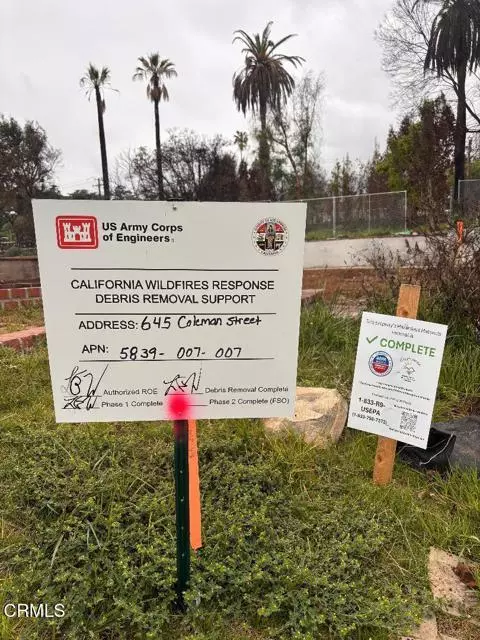 US Army Corps
of Engineers®
CALIFORNIA WILDFIRES RESPONSE
DEBRIS REMOVAL SUPPORT
ADDRESS: 645 Coleman Street
APN: 5839-007-007
Authorized ROE Debris Removal Complete
Phase 1 Complete Phase 2 Complete (FSO)
✓ COMPLETE
1-833-R9-
USEPA
CRMLS